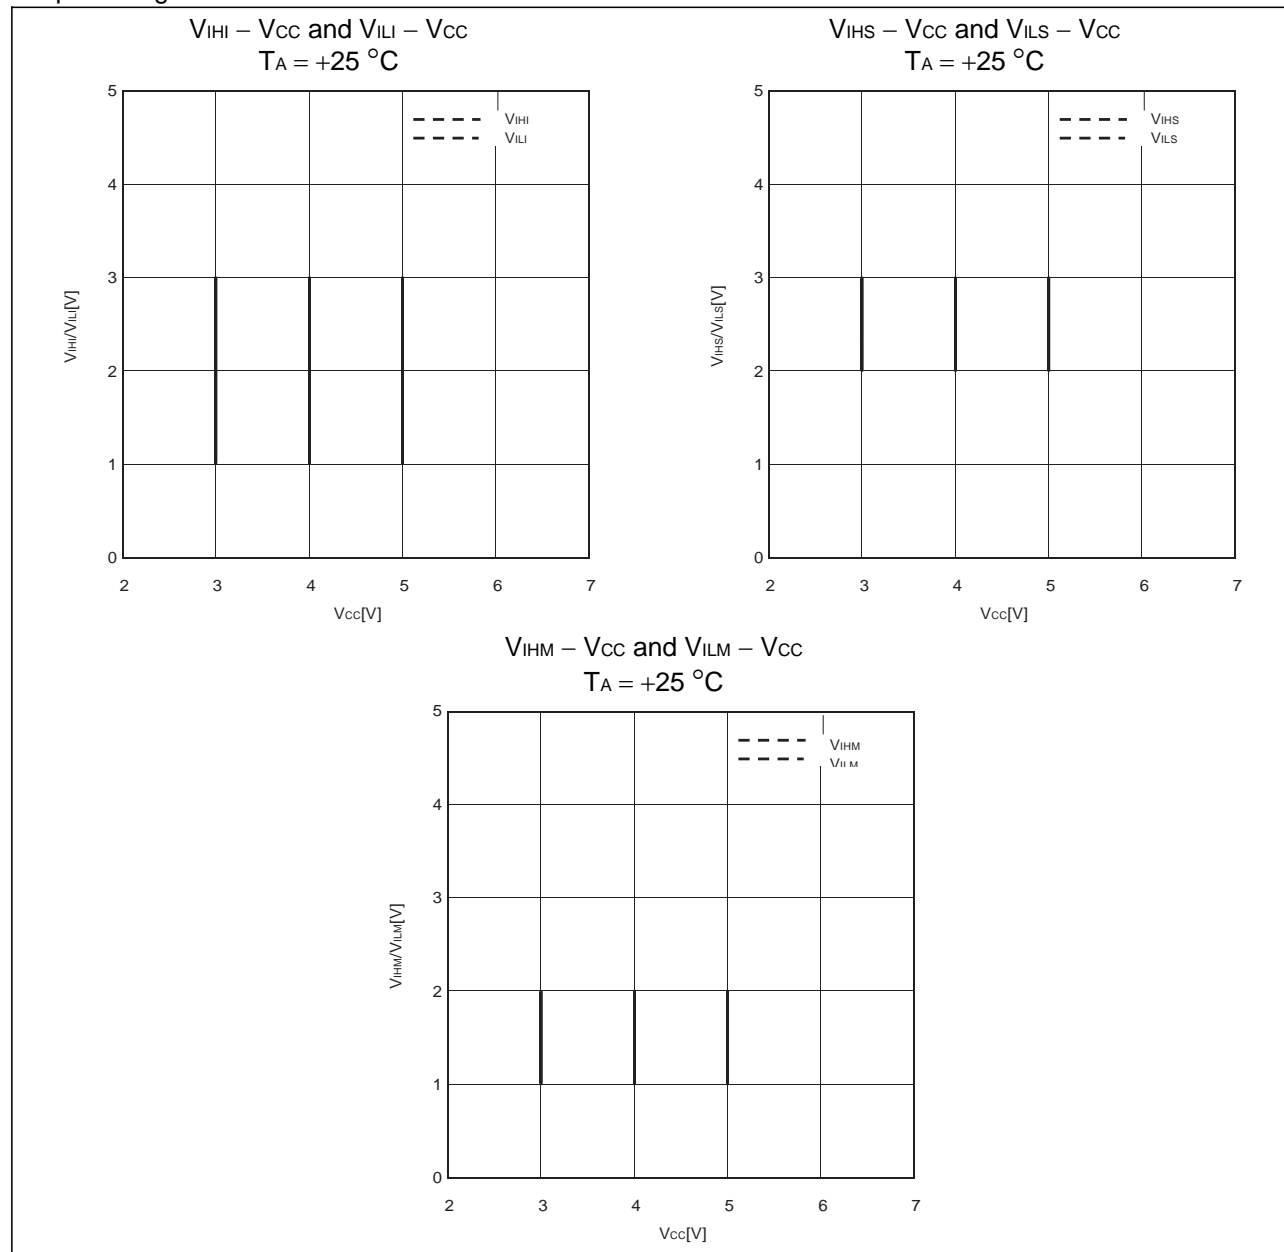 VIHI – VCC and VILI – VCC
TA = +25 °C
5
4
3
2
1
0
VIHI/VILI[V]
VIHI
VILI
2 3 4 5 6 7
VCC[V]
VIHS – VCC and VILS – VCC
TA = +25 °C
5
4
3
2
1
0
VIHS/VILS[V]
VIHS
VILS
2 3 4 5 6 7
VCC[V]
VIHM – VCC and VILM – VCC
TA = +25 °C
5
4
3
2
1
0
VIHM/VILM[V]
VIHM
VILM
2 3 4 5 6 7
VCC[V]